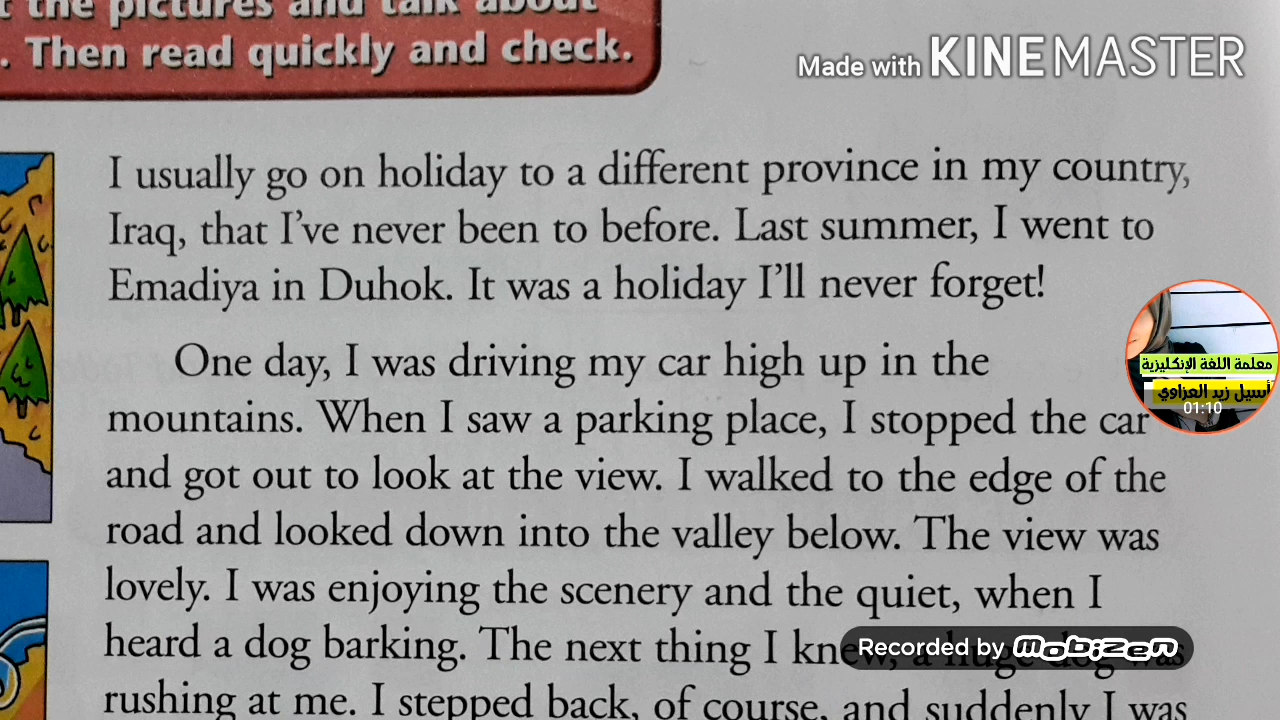 the pictures and talk about
. Then read quickly and check.
Made with KINEMASTER
I usually go on holiday to a different province in my country,
Iraq, that I've never been to before. Last summer, I went to
Emadiya in Duhok. It was a holiday I'll never forget!
One day, I was driving my car high up in the
mountains. When I saw a parking place, I stopped the car
and got out to look at the view. I walked to the edge of the
road and looked down into the valley below. The view was
lovely. I was enjoying the scenery and the quiet, when I
heard a dog barking. The next thing I knew, a huge dog was
rushing at me. I stepped back, of course, and suddenly I was
معلمة اللغة الإنكليزية
أسيل زيد العزاوي
01:10
Recorded by mobizen